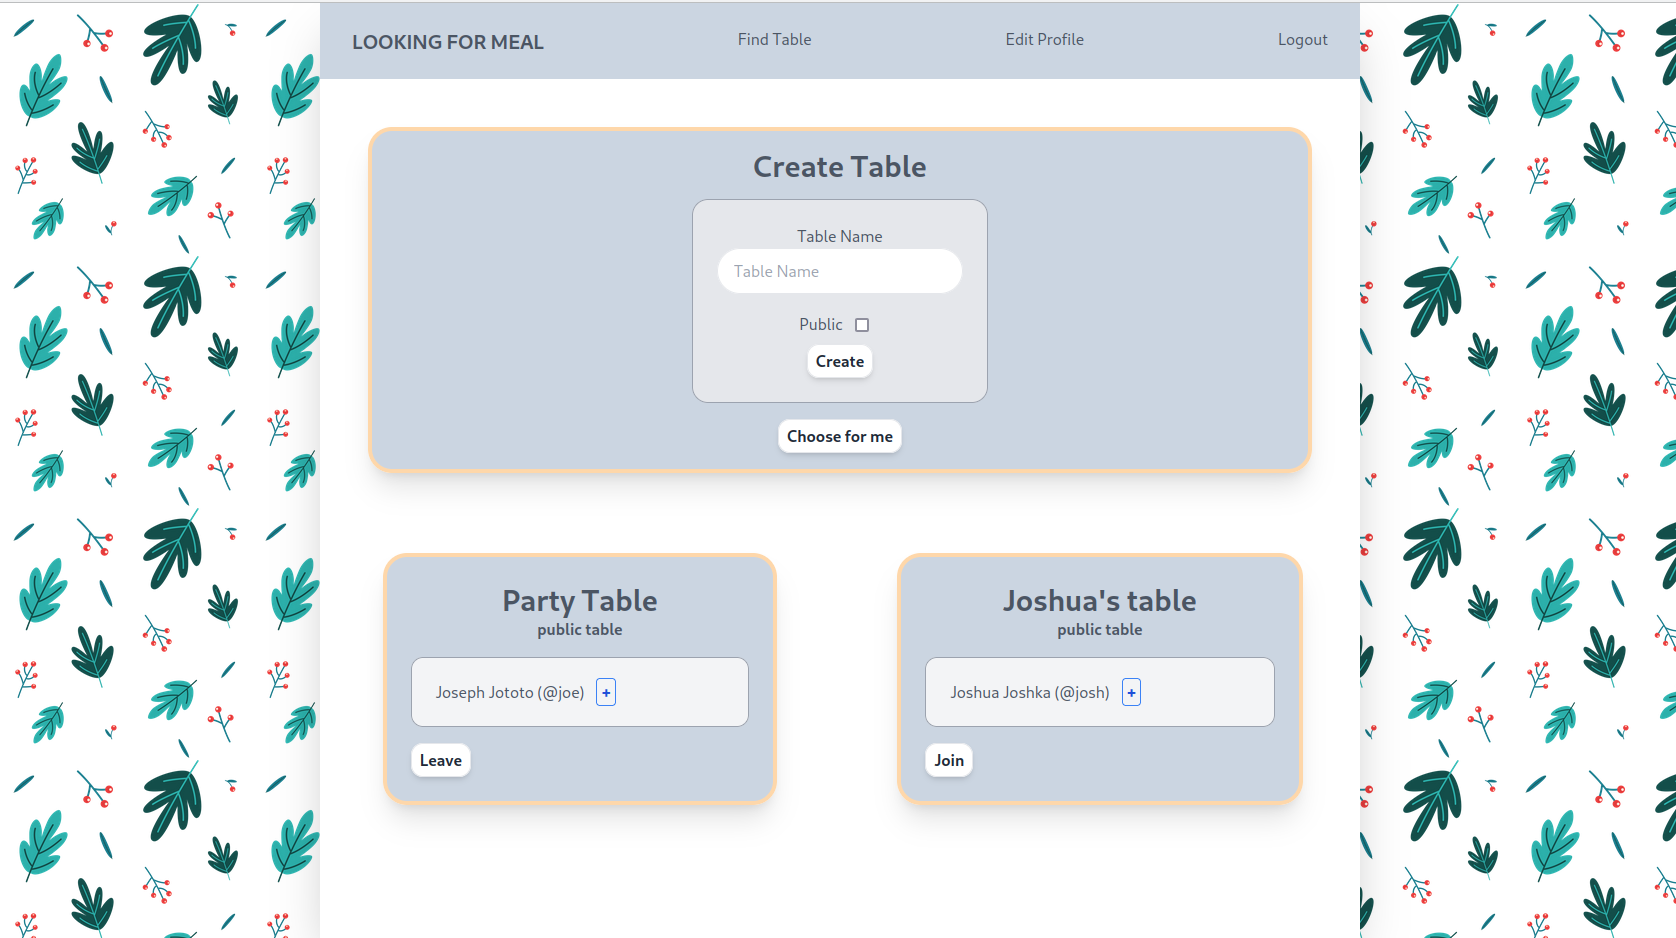 LOOKING FOR MEAL
Find Table
Edit Profile
Logout
Create Table
Table Name
Table Name
Public
Create
Choose for me
Party Table
public table
Joseph Jototo (@joe) +
Leave
Joshua's table
public table
Joshua Joshka (@josh) +
Join